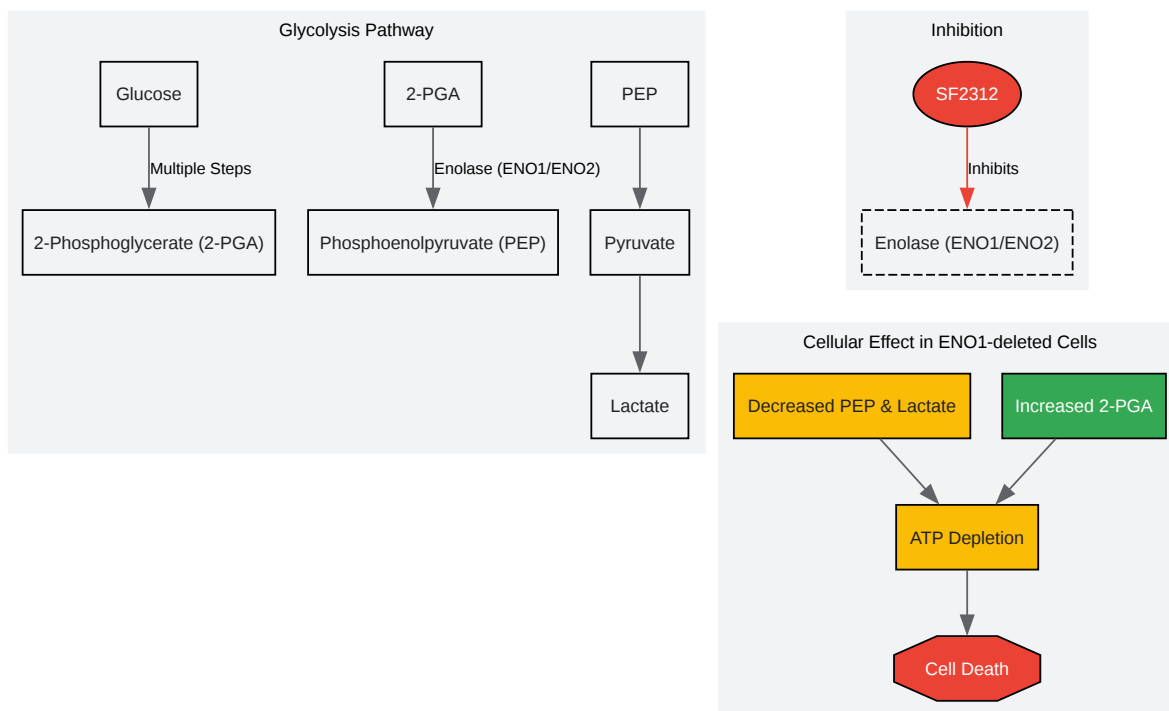 Glycolysis Pathway
Glucose
2-PGA
PEP
Multiple Steps
Enolase (ENO1/ENO2)
2-Phosphoglycerate (2-PGA)
Phosphoenolpyruvate (PEP)
Pyruvate
Lactate
Inhibition
SF2312
Inhibits
Enolase (ENO1/ENO2)
Cellular Effect in ENO1-deleted Cells
Decreased PEP & Lactate
Increased 2-PGA
ATP Depletion
Cell Death